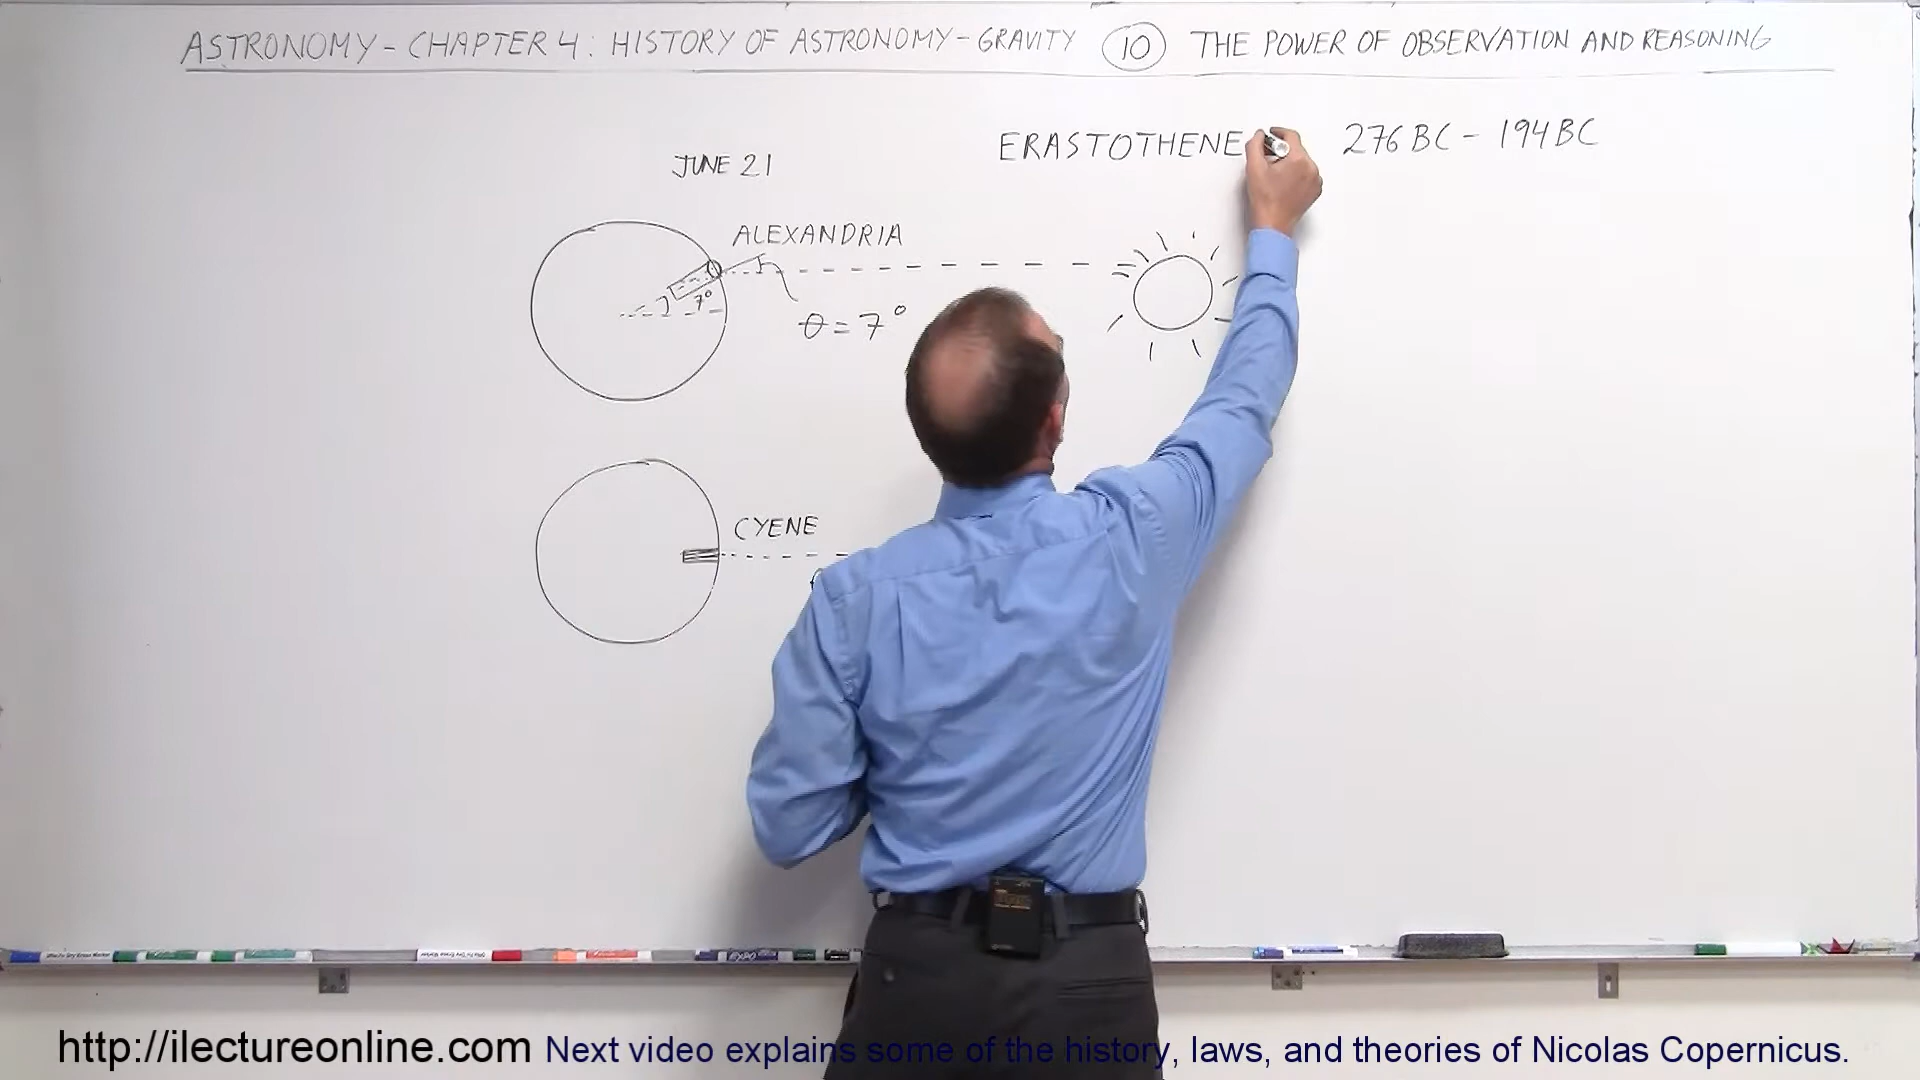 ASTRONOMY - CHAPTER 4: HISTORY OF ASTRONOMY - GRAVITY 10 THE POWER OF OBSERVATION AND REASONING
ERASTOTHENE 276 BC - 194 BC
JUNE 21
ALEXANDRIA
7°
θ = 7°
CYENE
http://ilectureonline.com Next video explains some of the history, laws, and theories of Nicolas Copernicus.